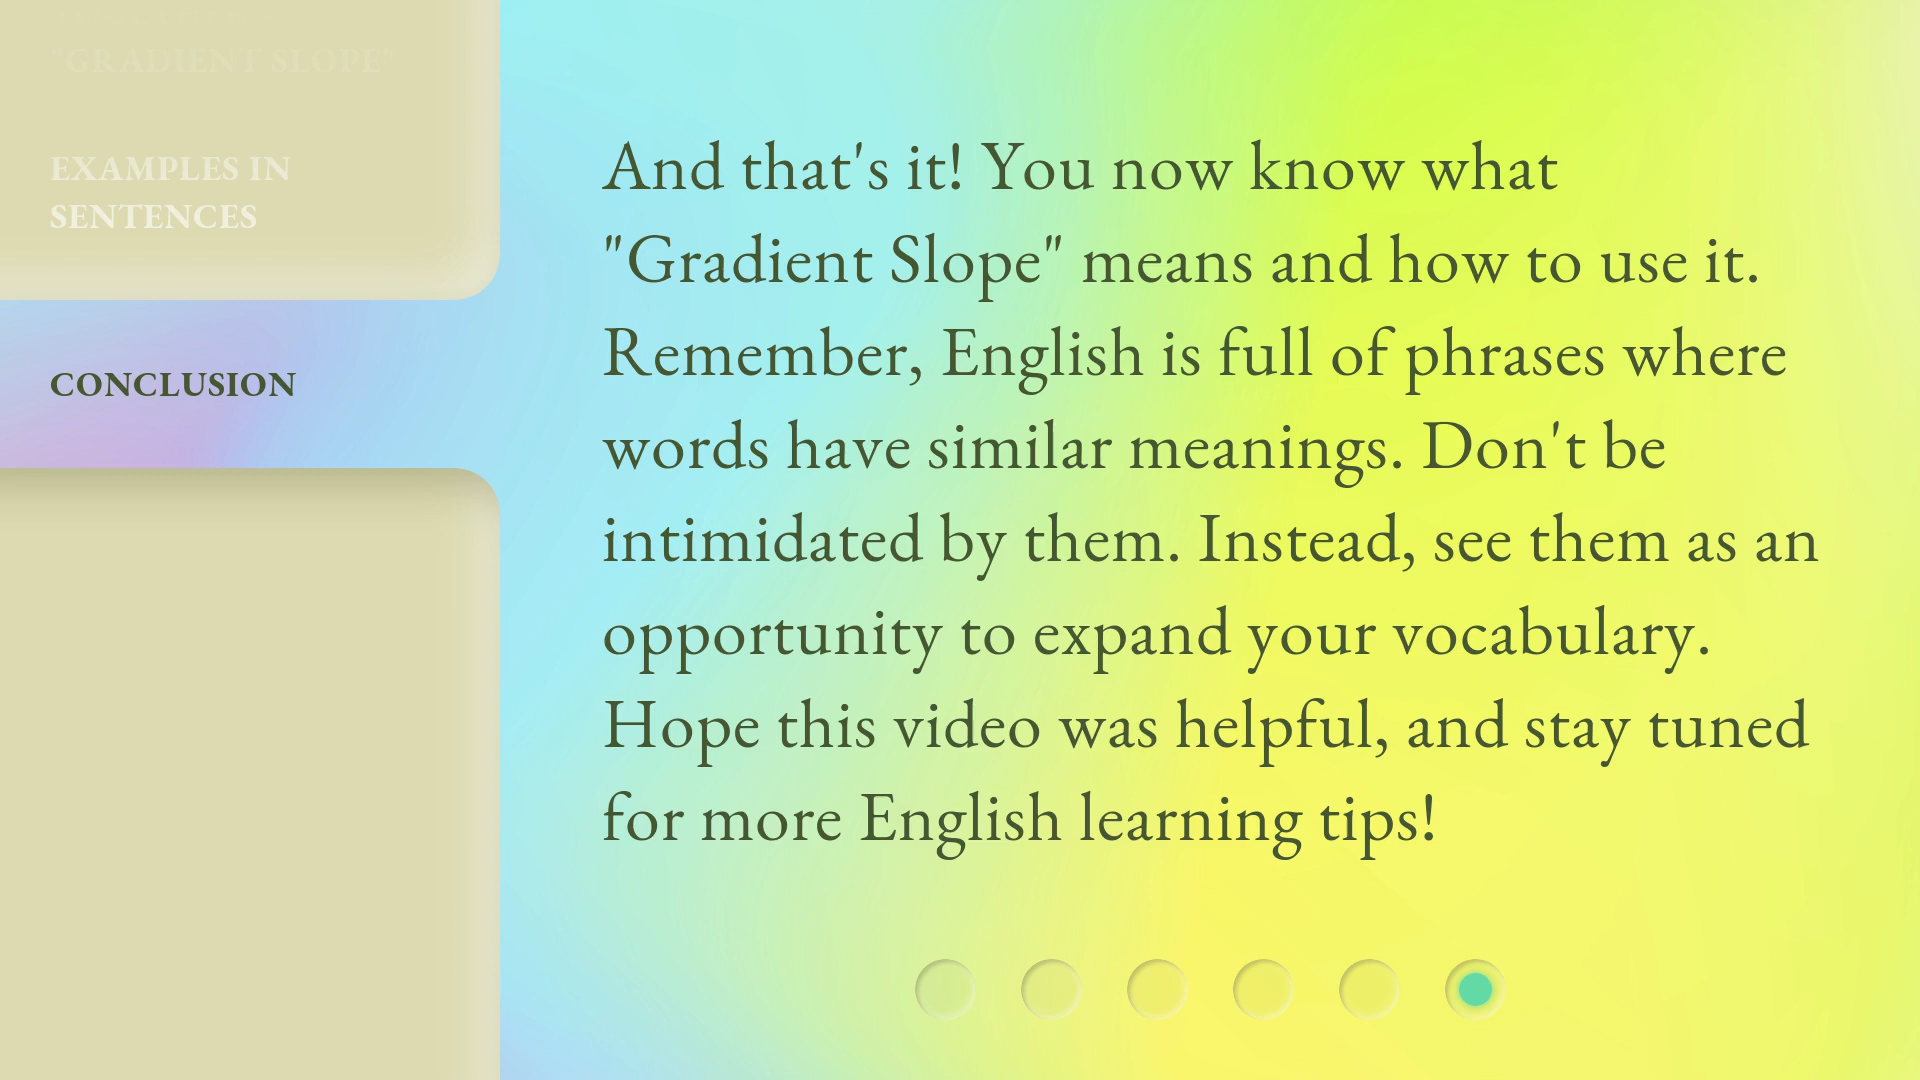 "GRADIENT SLOPE"
EXAMPLES IN
SENTENCES
CONCLUSION
And that's it! You now know what
"Gradient Slope" means and how to use it.
Remember, English is full of phrases where
words have similar meanings. Don't be
intimidated by them. Instead, see them as an
opportunity to expand your vocabulary.
Hope this video was helpful, and stay tuned
for more English learning tips!